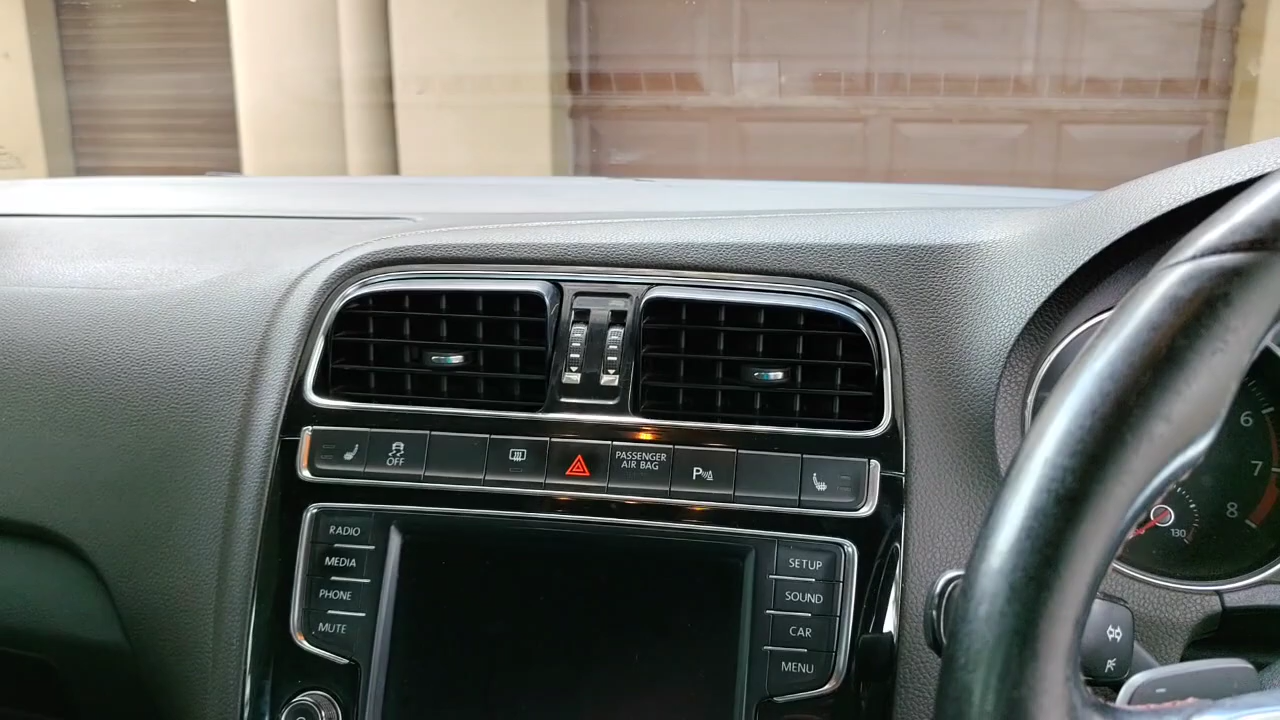 OFF
PASSENGER
AIR BAG
P
RADIO
MEDIA
PHONE
MUTE
SETUP
SOUND
CAR
MENU
6
7
8
130